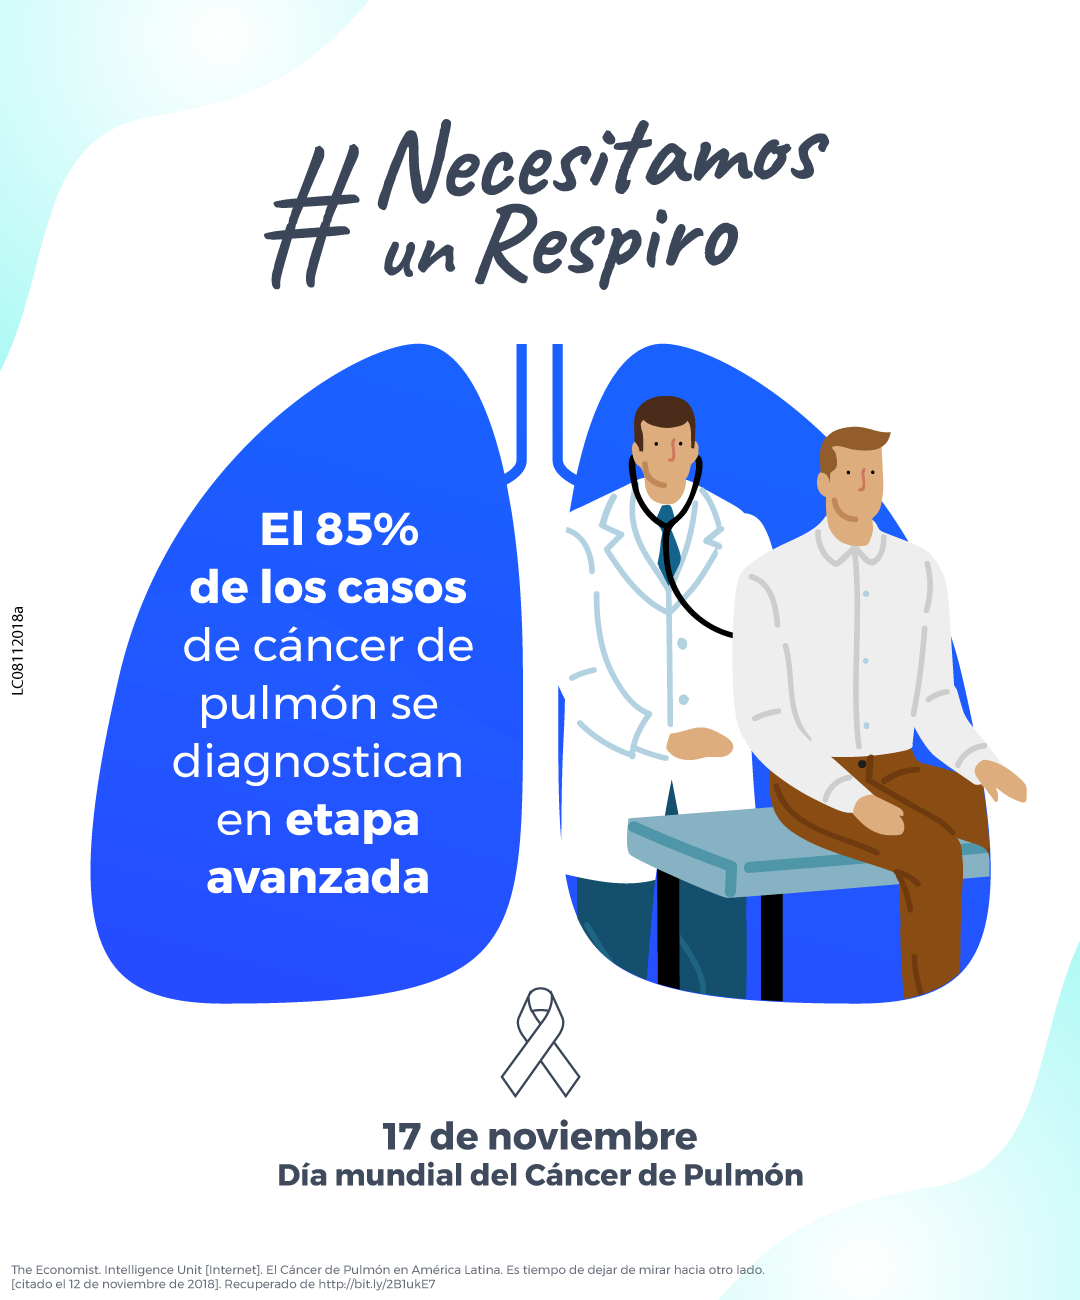 #Necesitamos
un Respiro
El 85%
de los casos
de cáncer de
pulmón se
diagnostican
en etapa
avanzada
LC08112018a
17 de noviembre
Día mundial del Cáncer de Pulmón
The Economist. Intelligence Unit [Internet]. El Cáncer de Pulmón en América Latina. Es tiempo de dejar de mirar hacia otro lado.
[citado el 12 de noviembre de 2018]. Recuperado de http://bit.ly/2B1ukE7